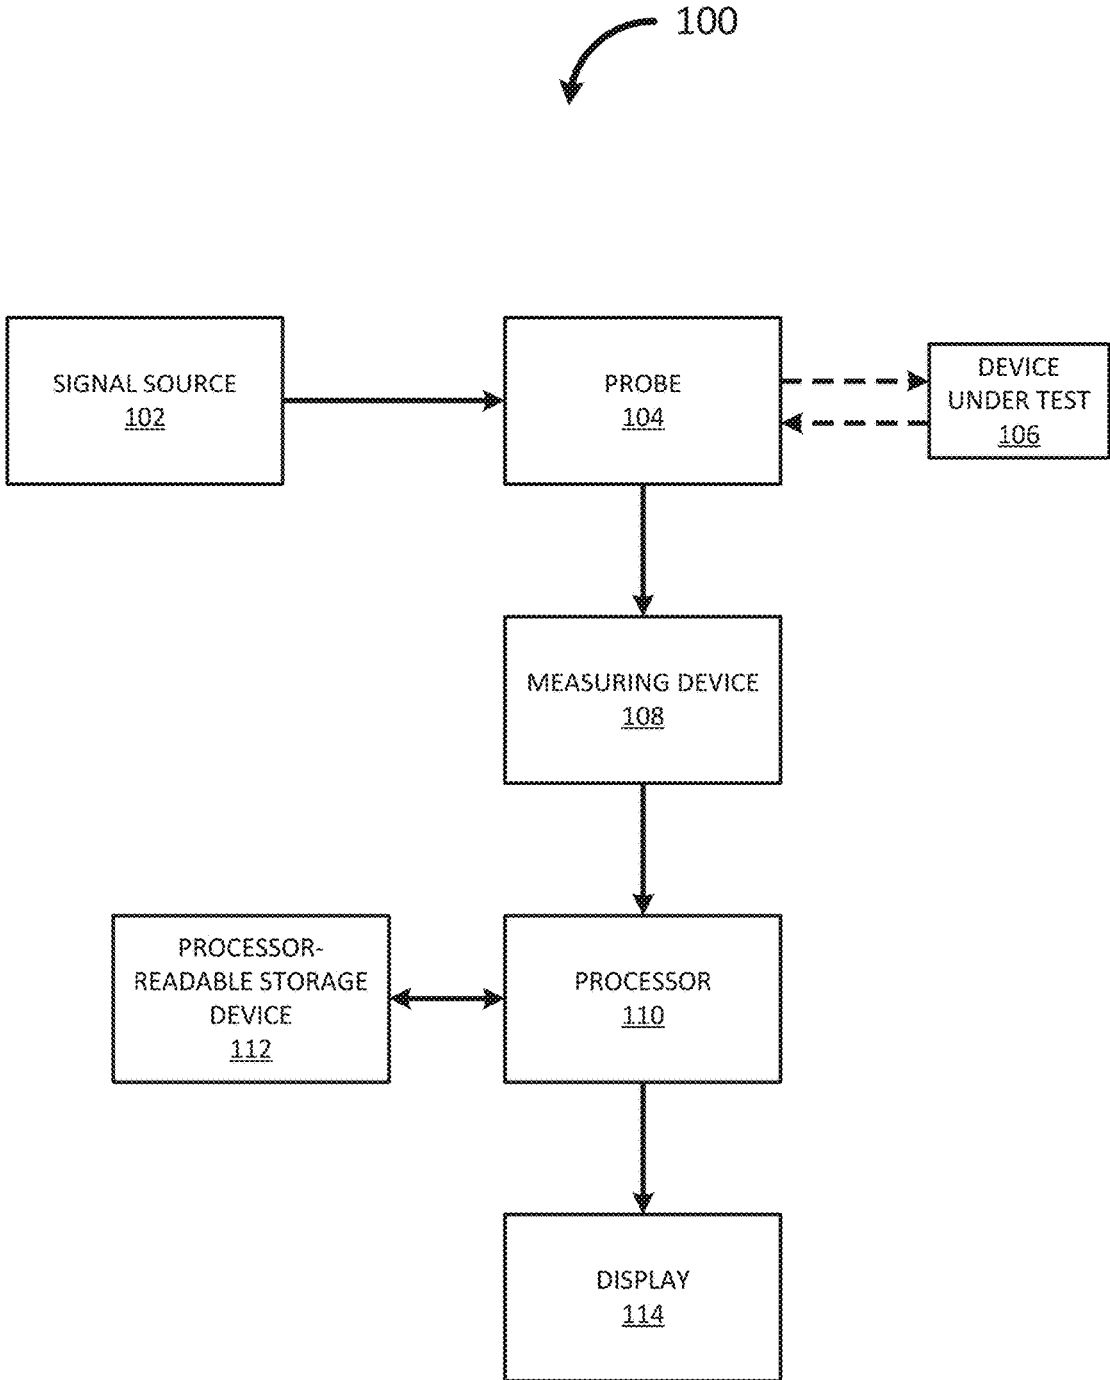 100
SIGNAL SOURCE
102
PROBE
104
DEVICE
UNDER TEST
106
MEASURING DEVICE
108
PROCESSOR-
READABLE STORAGE
DEVICE
112
PROCESSOR
110
DISPLAY
114